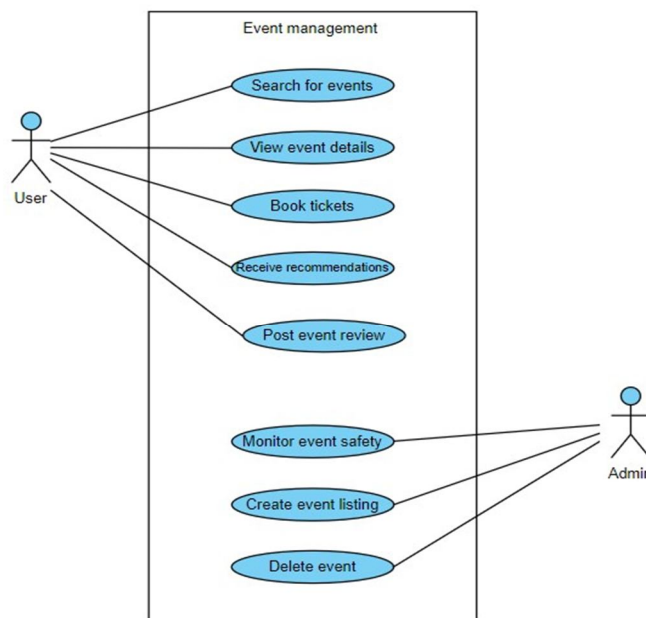 Event management
Search for events
View event details
User
Book tickets
Receive recommendations
Post event review
Monitor event safety
Admin
Create event listing
Delete event